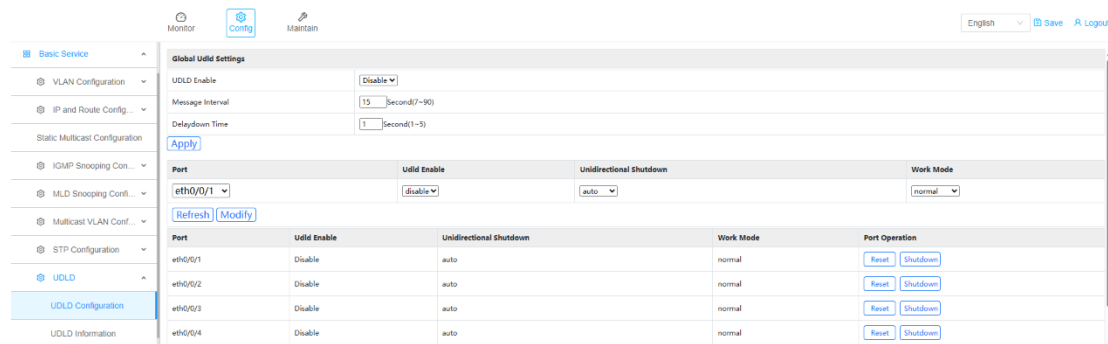 Monitor Config Maintain English Save Logout
Basic Service
VLAN Configuration
IP and Route Config...
Static Multicast Configuration
IGMP Snooping Con...
MLD Snooping Confi...
Multicast VLAN Conf...
STP Configuration
UDLD
UDLD Configuration
UDLD Information
Global Udld Settings
UDLD Enable Disable
Message Interval 15 Second(7~90)
Delaydown Time 1 Second(1~5)
Apply
Port Udld Enable Unidirectional Shutdown Work Mode
eth0/0/1 disable auto normal
Refresh Modify
Port Udld Enable Unidirectional Shutdown Work Mode Port Operation
eth0/0/1 Disable auto normal Reset Shutdown
eth0/0/2 Disable auto normal Reset Shutdown
eth0/0/3 Disable auto normal Reset Shutdown
eth0/0/4 Disable auto normal Reset Shutdown